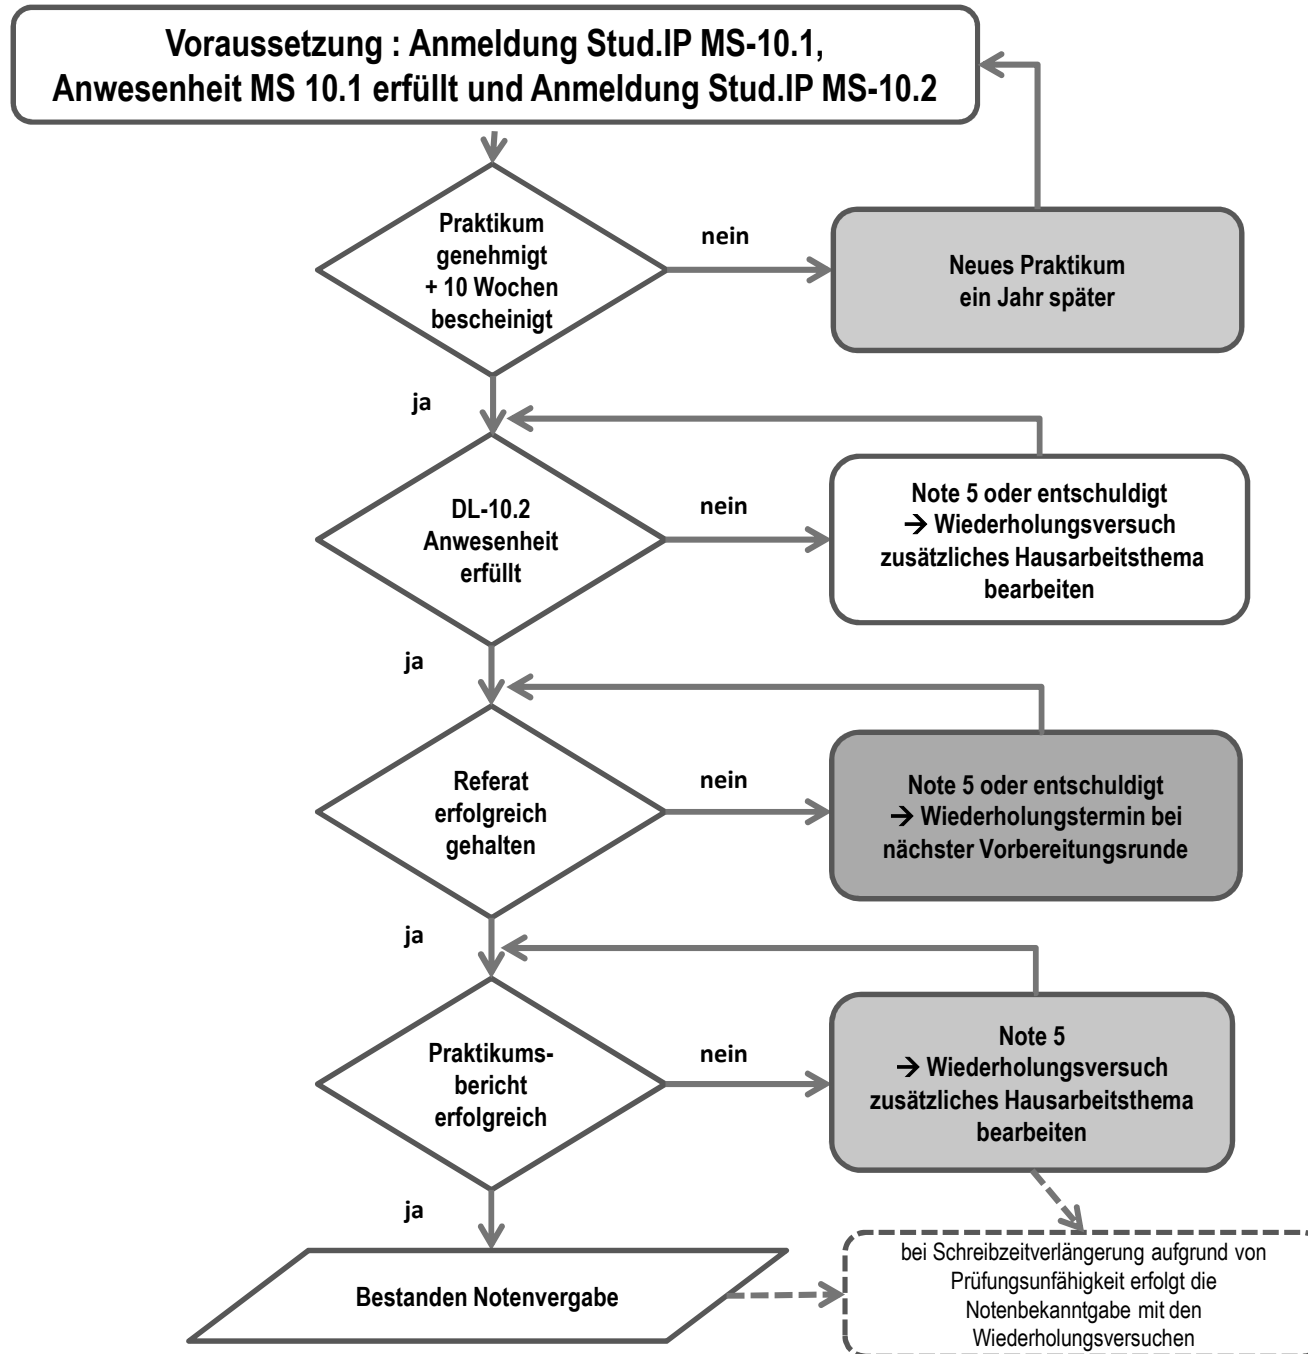 Voraussetzung : Anmeldung Stud.IP MS-10.1,
Anwesenheit MS 10.1 erfüllt und Anmeldung Stud.IP MS-10.2
Praktikum
genehmigt
+ 10 Wochen
bescheinigt
nein
Neues Praktikum
ein Jahr später
ja
DL-10.2
Anwesenheit
erfüllt
nein
Note 5 oder entschuldigt
→ Wiederholungsversuch
zusätzliches Hausarbeitsthema
bearbeiten
ja
Referat
erfolgreich
gehalten
nein
Note 5 oder entschuldigt
→ Wiederholungstermin bei
nächster Vorbereitungsrunde
ja
Praktikums-
bericht
erfolgreich
nein
Note 5
→ Wiederholungsversuch
zusätzliches Hausarbeitsthema
bearbeiten
ja
Bestanden Notenvergabe
bei Schreibzeitverlängerung aufgrund von
Prüfungsunfähigkeit erfolgt die
Notenbekanntgabe mit den
Wiederholungsversuchen